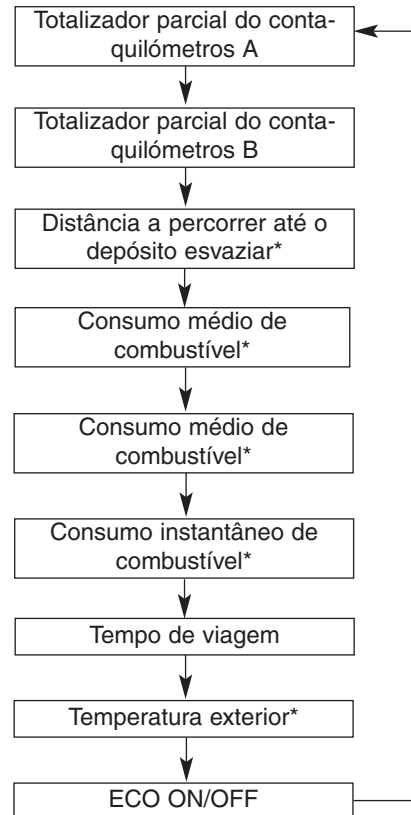 Totalizador parcial do conta-
quilómetros A
Totalizador parcial do conta-
quilómetros B
Distância a percorrer até o
depósito esvaziar*
Consumo médio de
combustível*
Consumo médio de
combustível*
Consumo instantâneo de
combustível*
Tempo de viagem
Temperatura exterior*
ECO ON/OFF